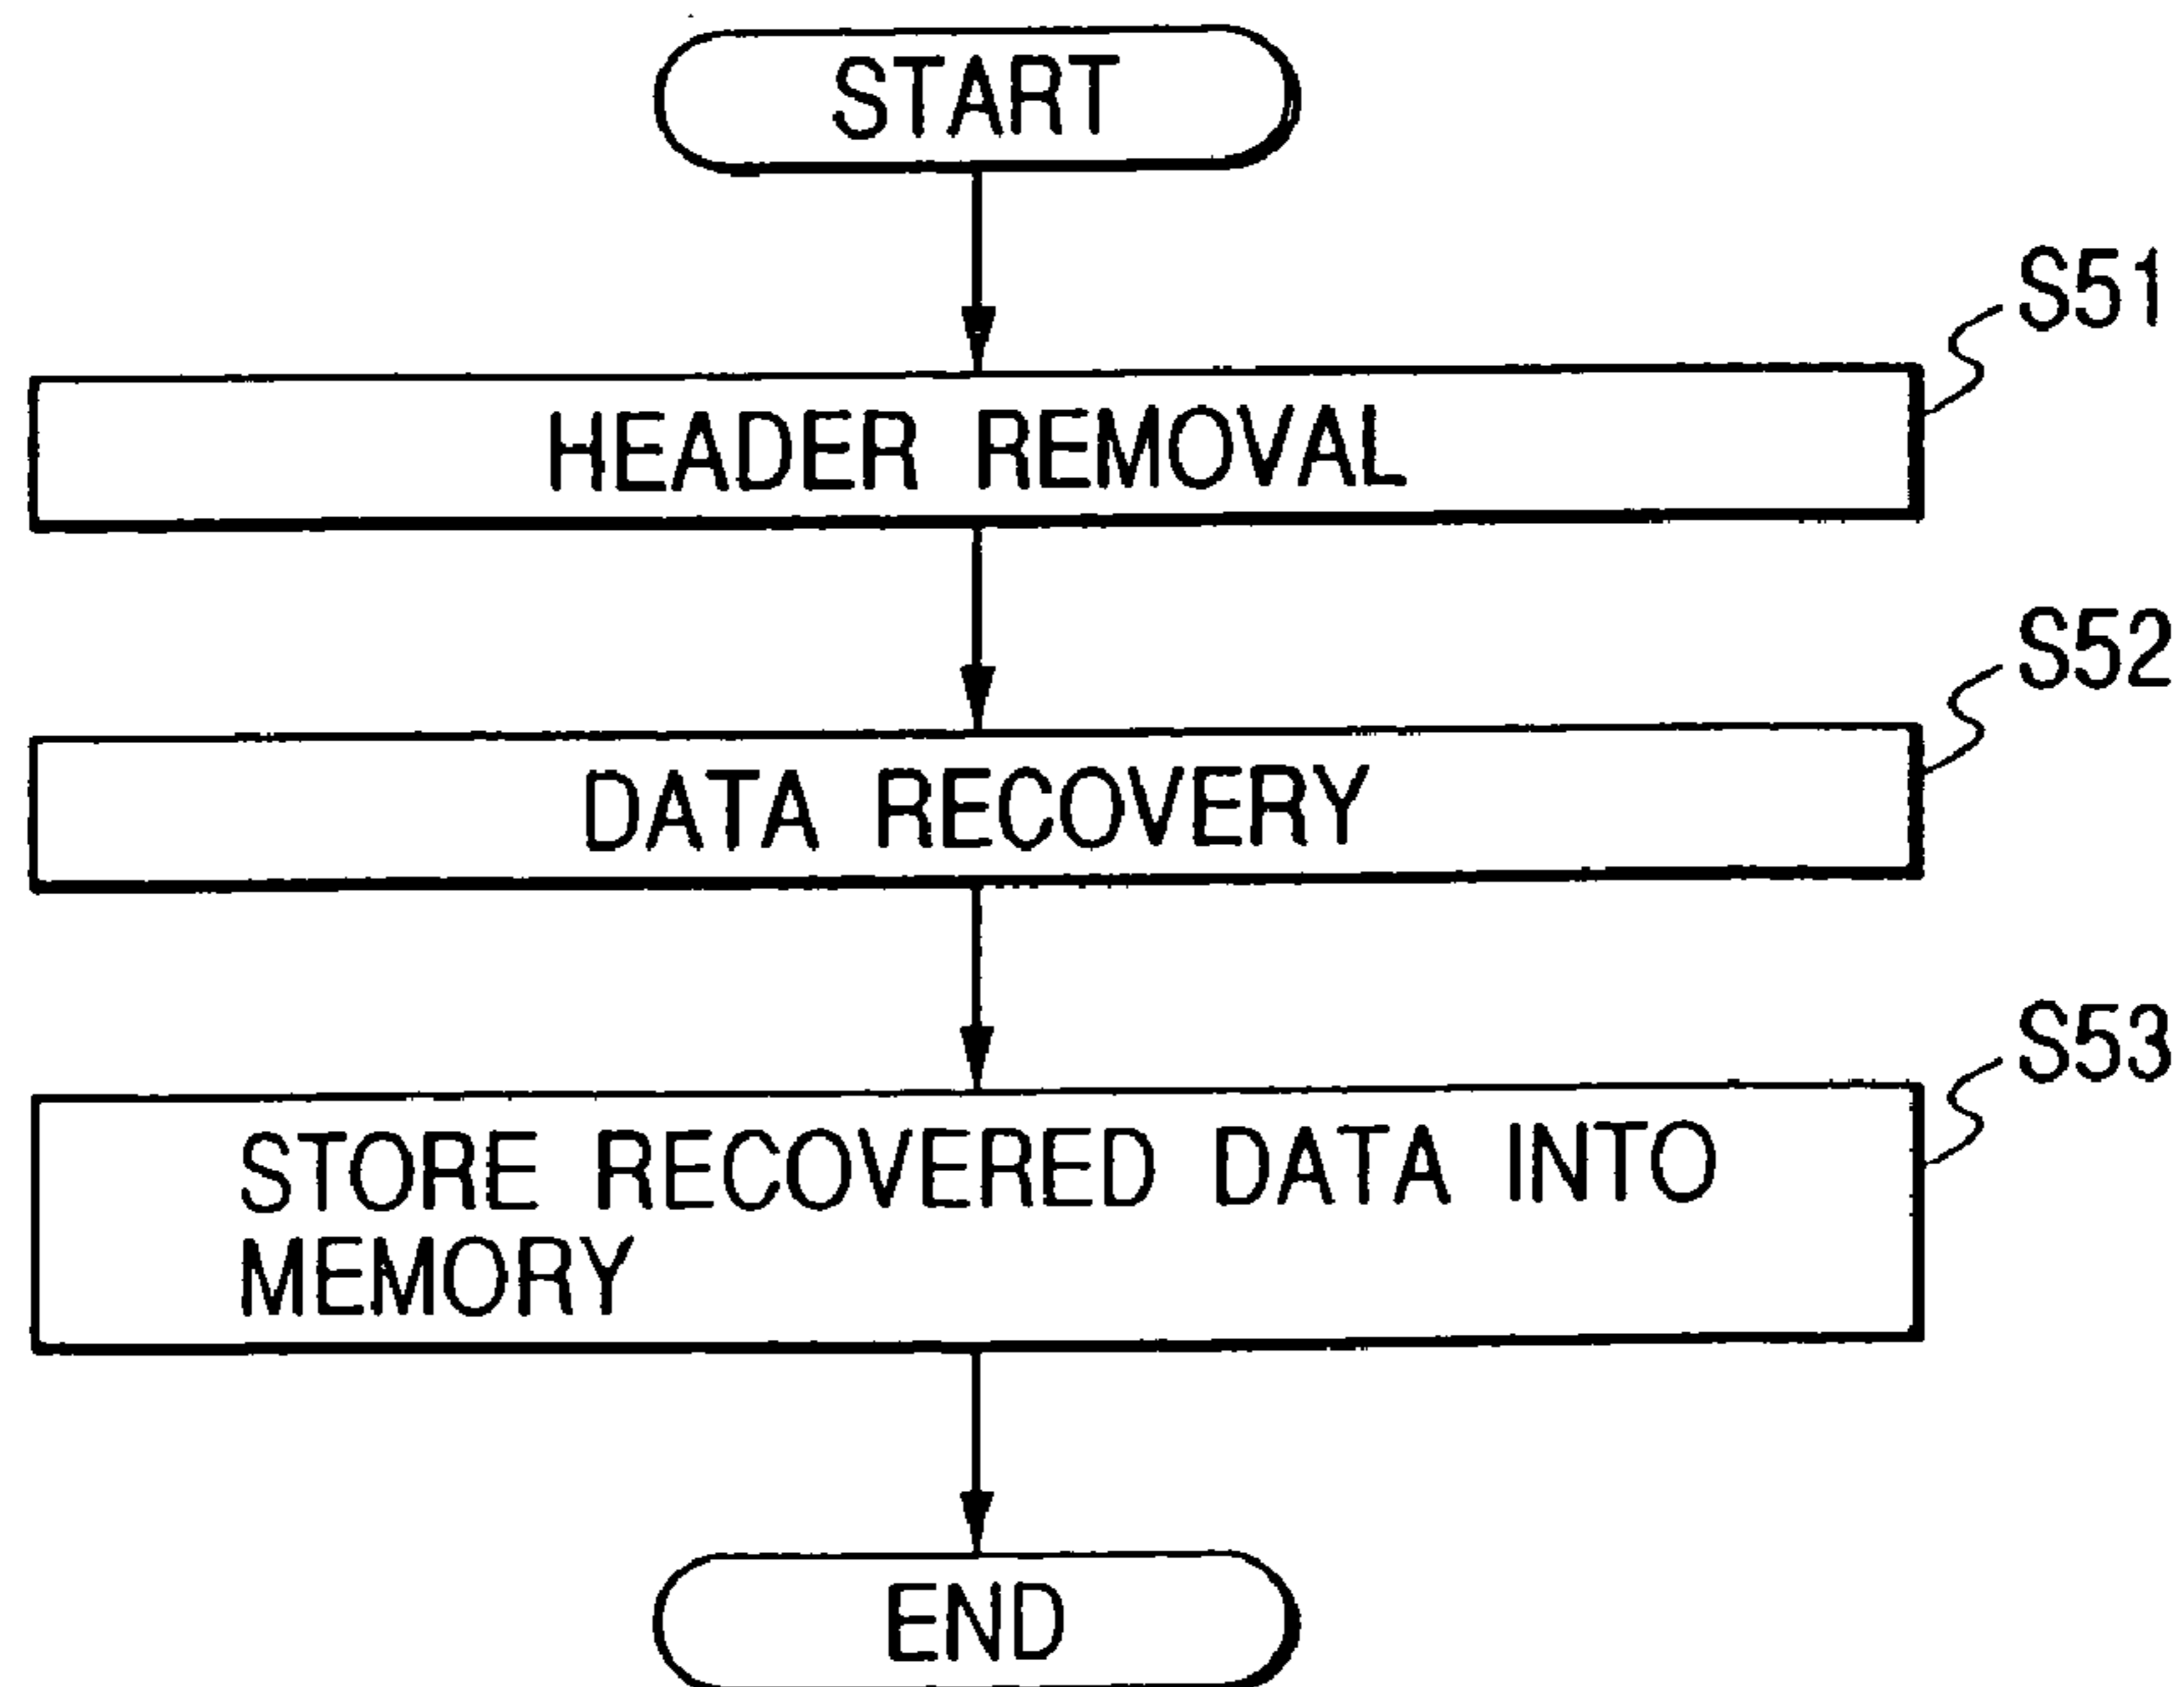 START
S51
HEADER REMOVAL
S52
DATA RECOVERY
S53
STORE RECOVERED DATA INTO
MEMORY
END